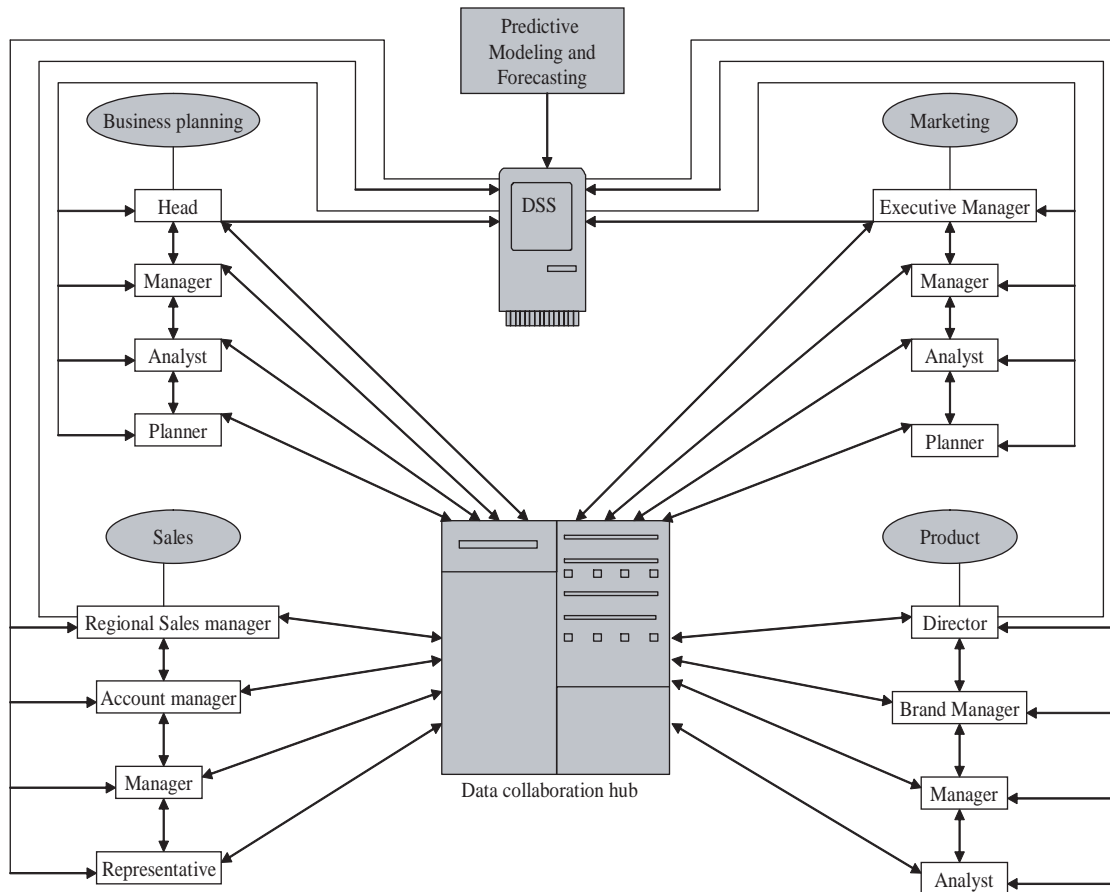 Predictive
Modeling and
Forecasting
Business planning
Marketing
DSS
Head
Executive Manager
Manager
Manager
Analyst
Analyst
Planner
Planner
Sales
Product
Regional Sales manager
Director
Account manager
Brand Manager
Manager
Manager
Data collaboration hub
Representative
Analyst